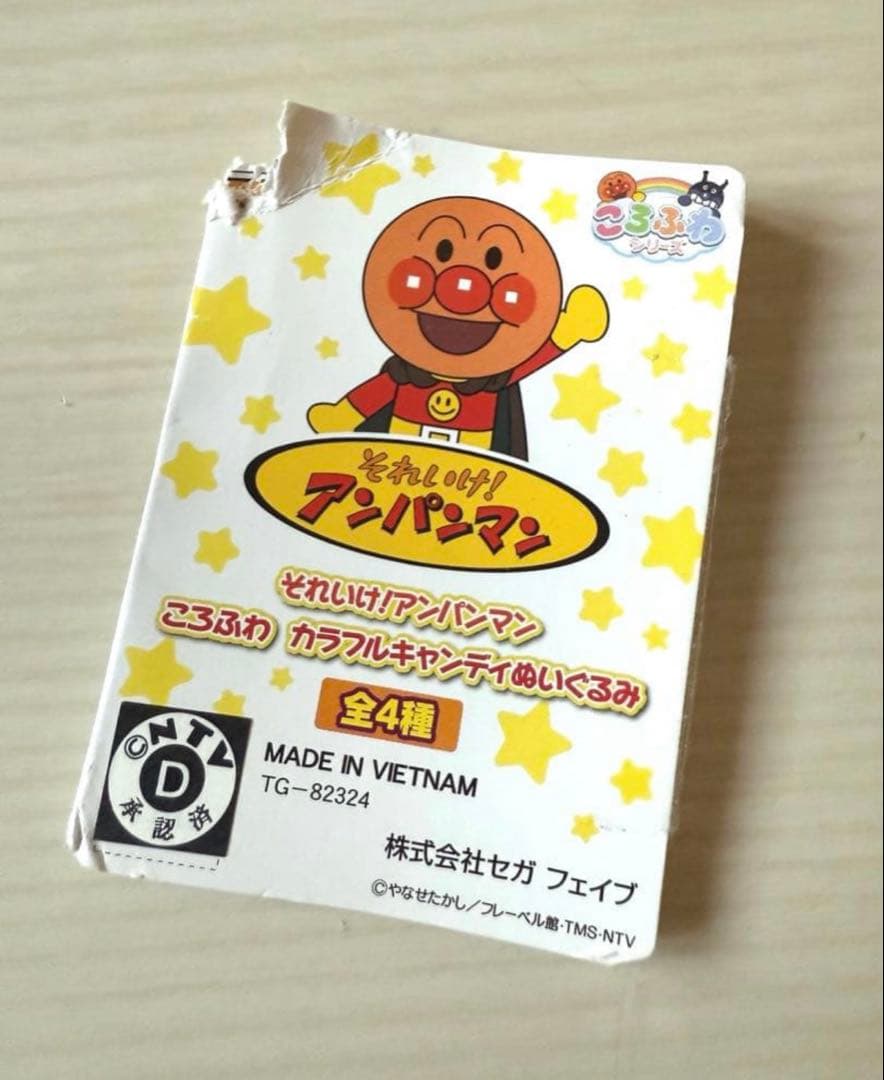 ころふわ
シリーズ
それいけ!
アンパンマン
それいけ!アンパンマン
ころふわ カラフルキャンディぬいぐるみ
全4種
©NTV
D
承認済
MADE IN VIETNAM
TG-82324
株式会社セガ フェイブ
©やなせたかし/フレーベル館・TMS・NTV